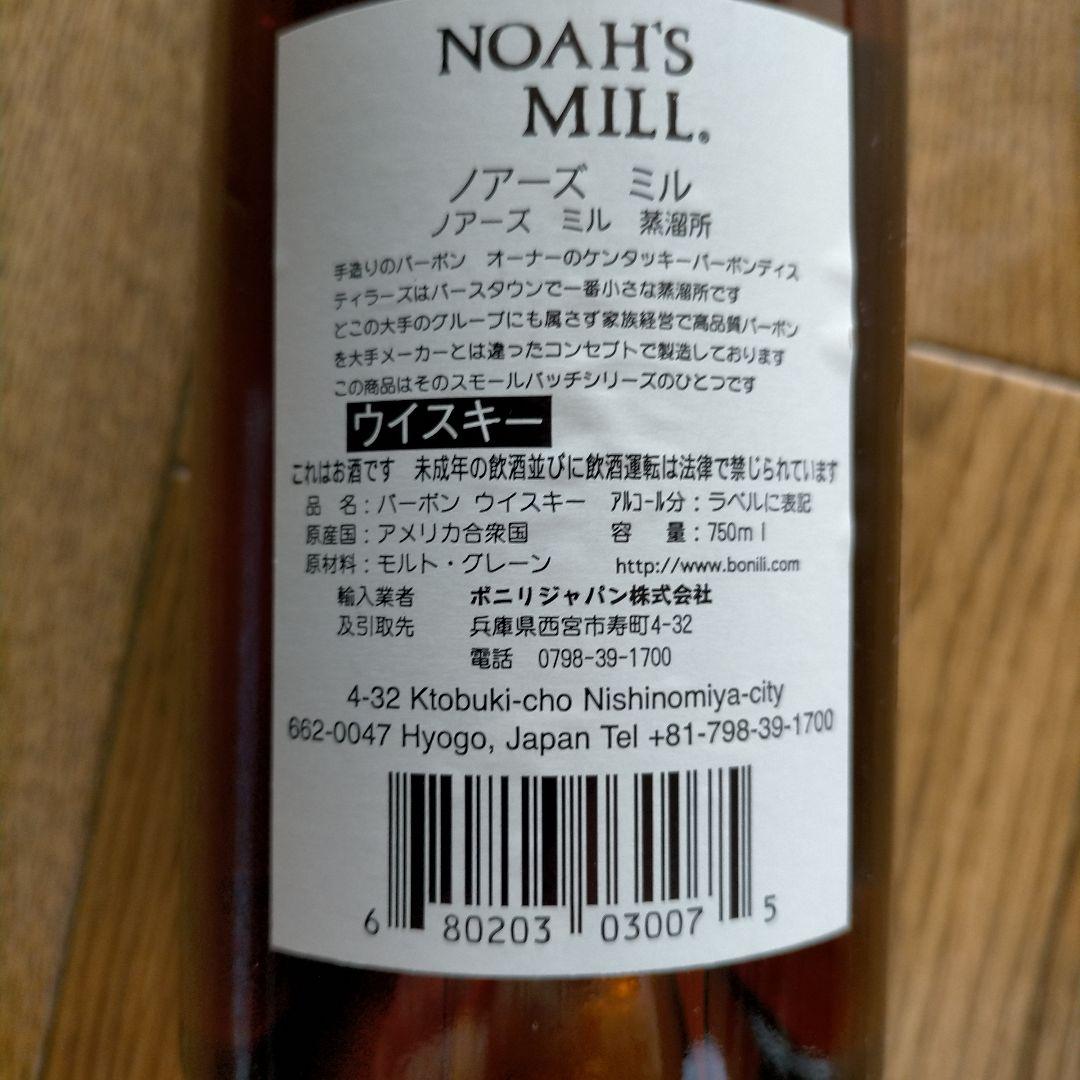 NOAH'S
MILL®
ノアーズ ミル
ノアーズ ミル 蒸溜所
手造りのバーボン オーナーのケンタッキーバーボンディス
ティラーズはバースタウンで一番小さな蒸溜所です
どこの大手のグループにも属さず家族経営で高品質バーボン
を大手メーカーとは違ったコンセプトで製造しております
この商品はそのスモールバッチシリーズのひとつです
ウイスキー
これはお酒です 未成年の飲酒並びに飲酒運転は法律で禁じられています
品 名：バーボン ウイスキー アルコール分：ラベルに表記
原産国：アメリカ合衆国 容 量：750ml
原材料：モルト・グレーン http://www.bonili.com
輸入業者 ボニリジャパン株式会社
及引取先 兵庫県西宮市寿町4-32
電話 0798-39-1700
4-32 Ktobuki-cho Nishinomiya-city
662-0047 Hyogo, Japan Tel +81-798-39-1700
6 80203 03007 5